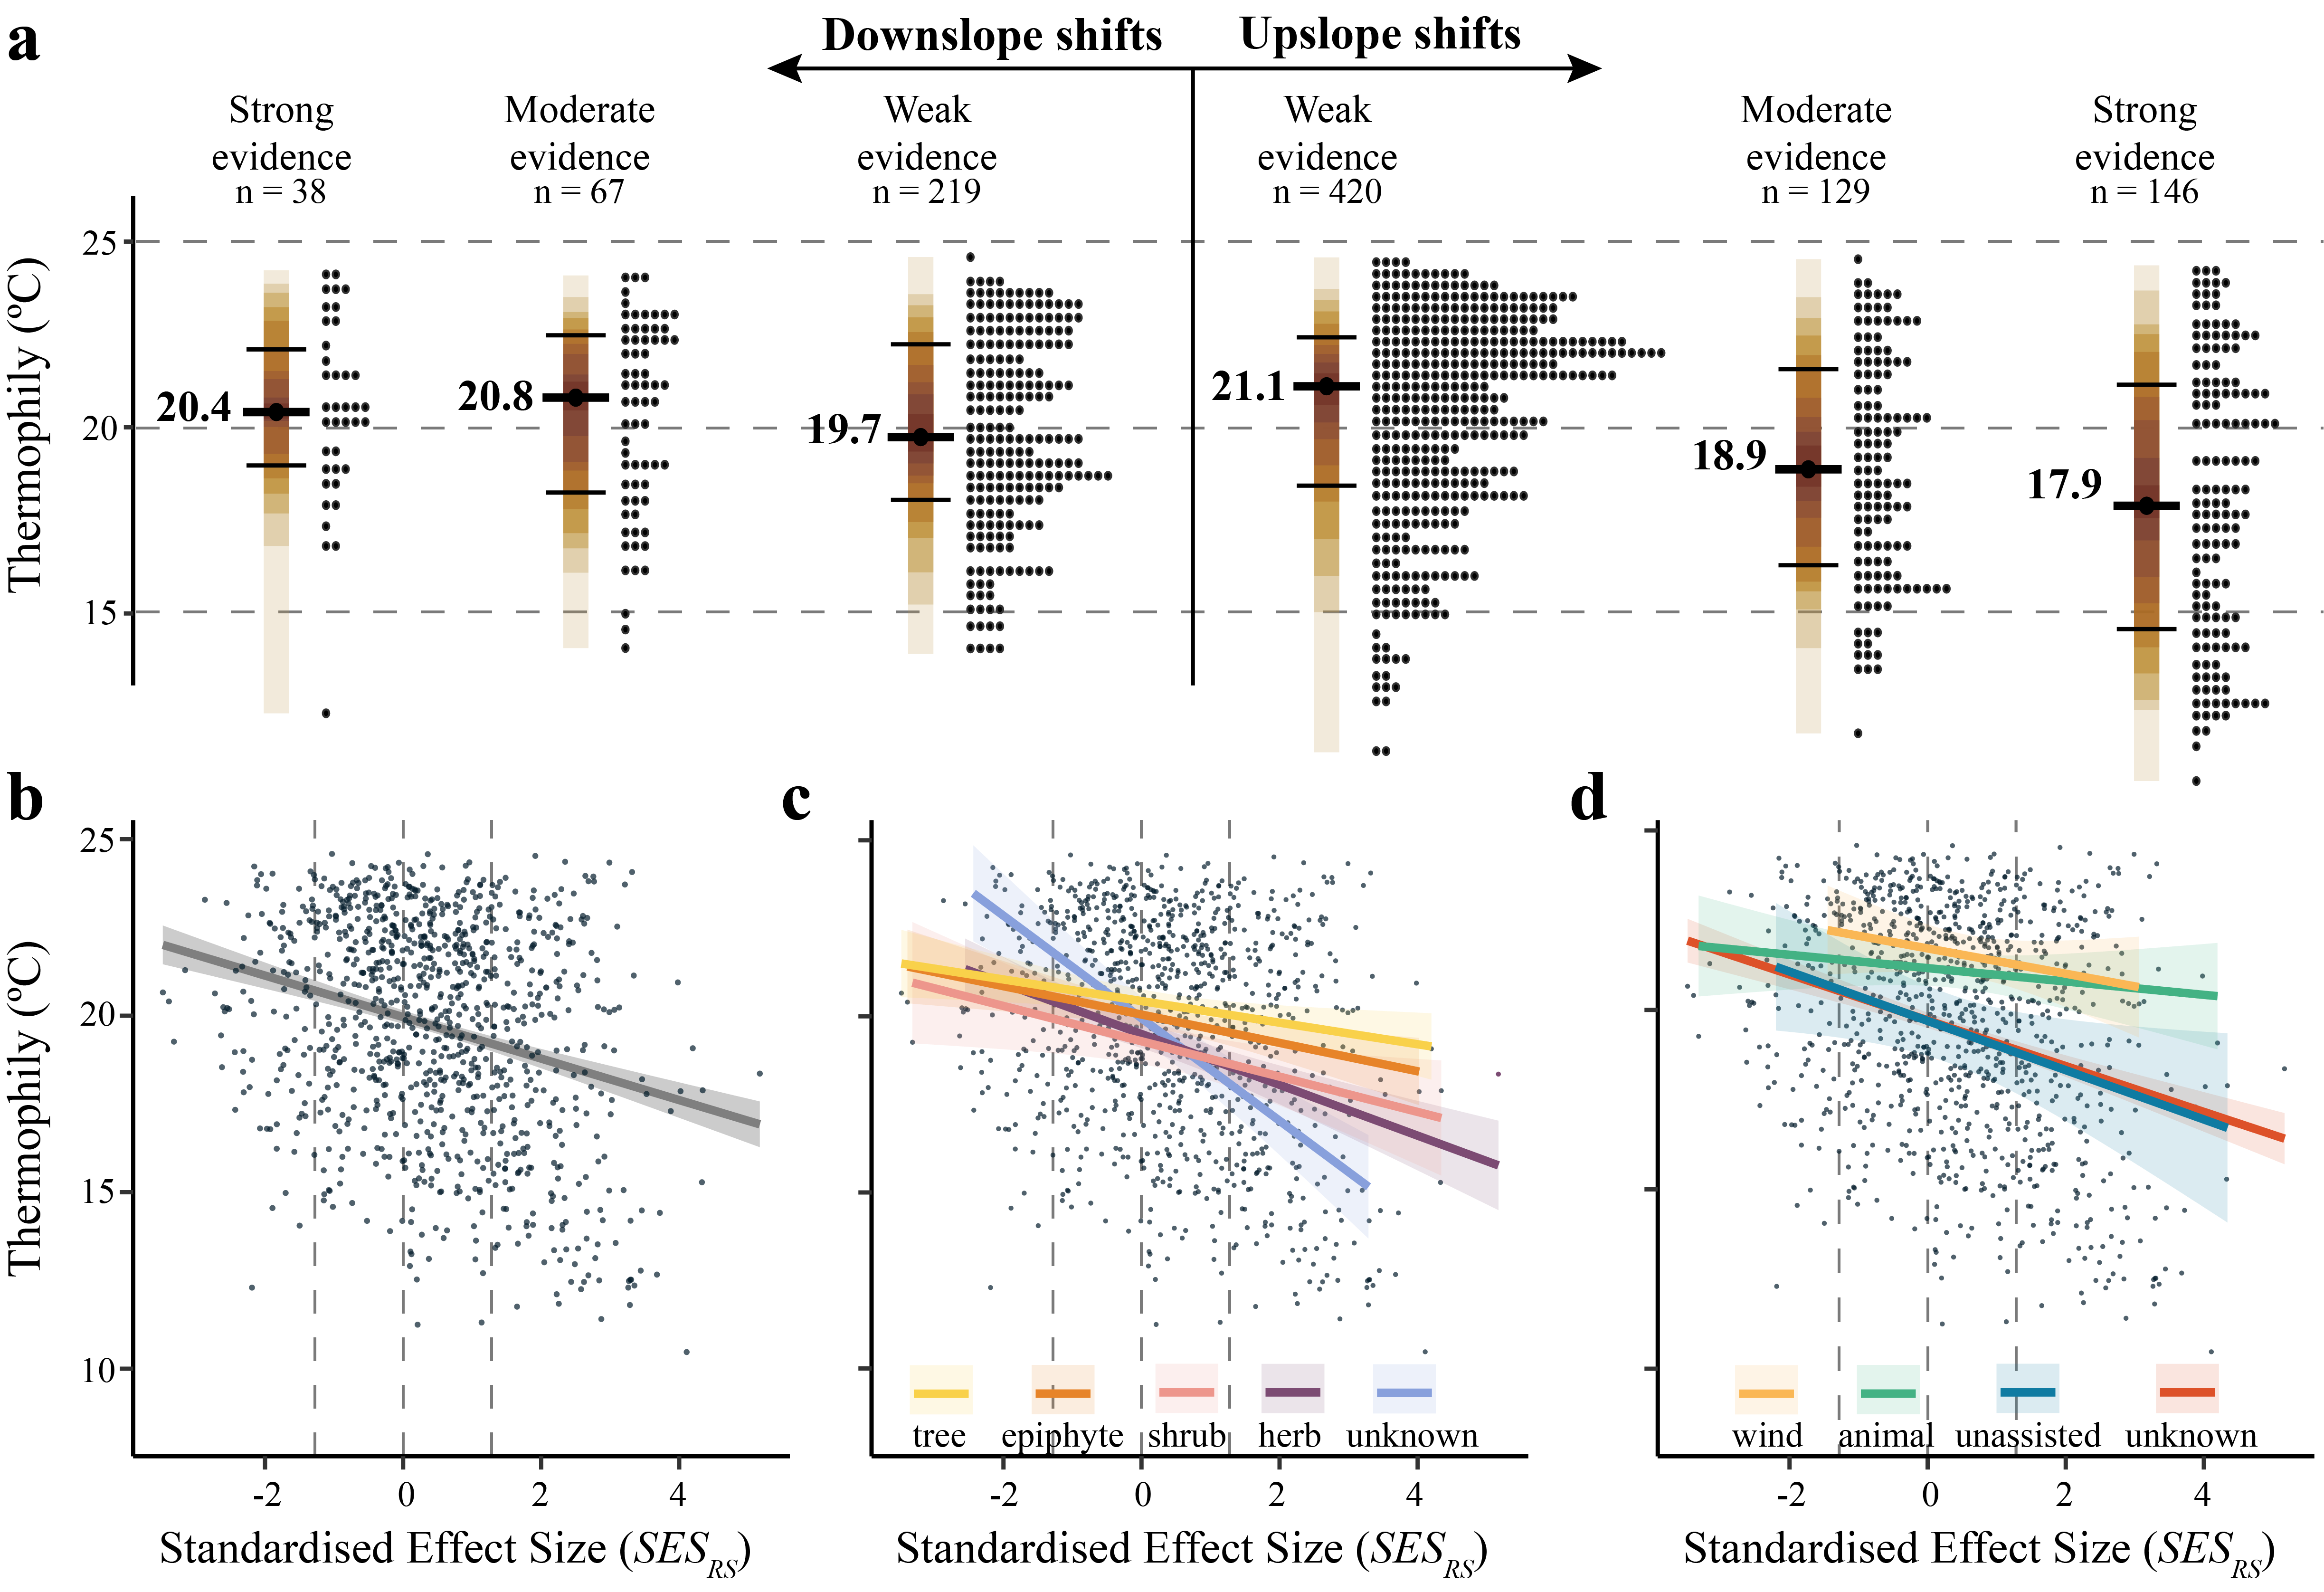 a
Downslope shifts
Upslope shifts
Strong evidence n = 38
Moderate evidence n = 67
Weak evidence n = 219
Weak evidence n = 420
Moderate evidence n = 129
Strong evidence n = 146
Thermophily (ºC)
25
20
15
20.4
20.8
19.7
21.1
18.9
17.9
b
Thermophily (ºC)
25
20
15
10
-2 0 2 4
Standardised Effect Size (SES_RS)
c
tree epiphyte shrub herb unknown
-2 0 2 4
Standardised Effect Size (SES_RS)
d
wind animal unassisted unknown
-2 0 2 4
Standardised Effect Size (SES_RS)